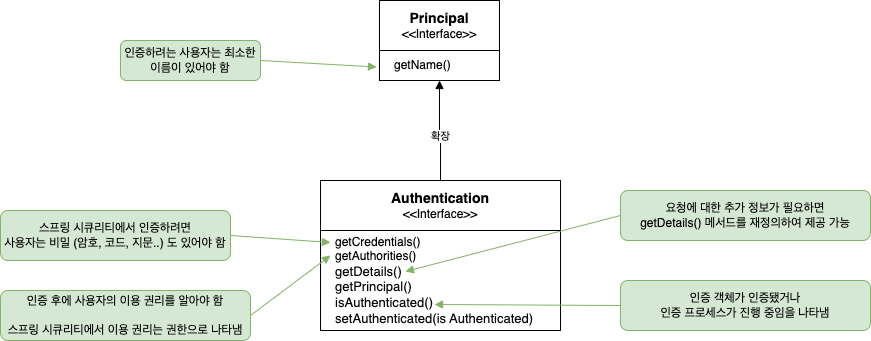 Principal
<<Interface>>
getName()
인증하려는 사용자는 최소한
이름이 있어야 함
확장
Authentication
<<Interface>>
getCredentials()
getAuthorities()
getDetails()
getPrincipal()
isAuthenticated()
setAuthenticated(is Authenticated)
스프링 시큐리티에서 인증하려면
사용자는 비밀 (암호, 코드, 지문..) 도 있어야 함
인증 후에 사용자의 이용 권리를 알아야 함
스프링 시큐리티에서 이용 권리는 권한으로 나타냄
요청에 대한 추가 정보가 필요하면
getDetails() 메서드를 재정의하여 제공 가능
인증 객체가 인증됐거나
인증 프로세스가 진행 중임을 나타냄